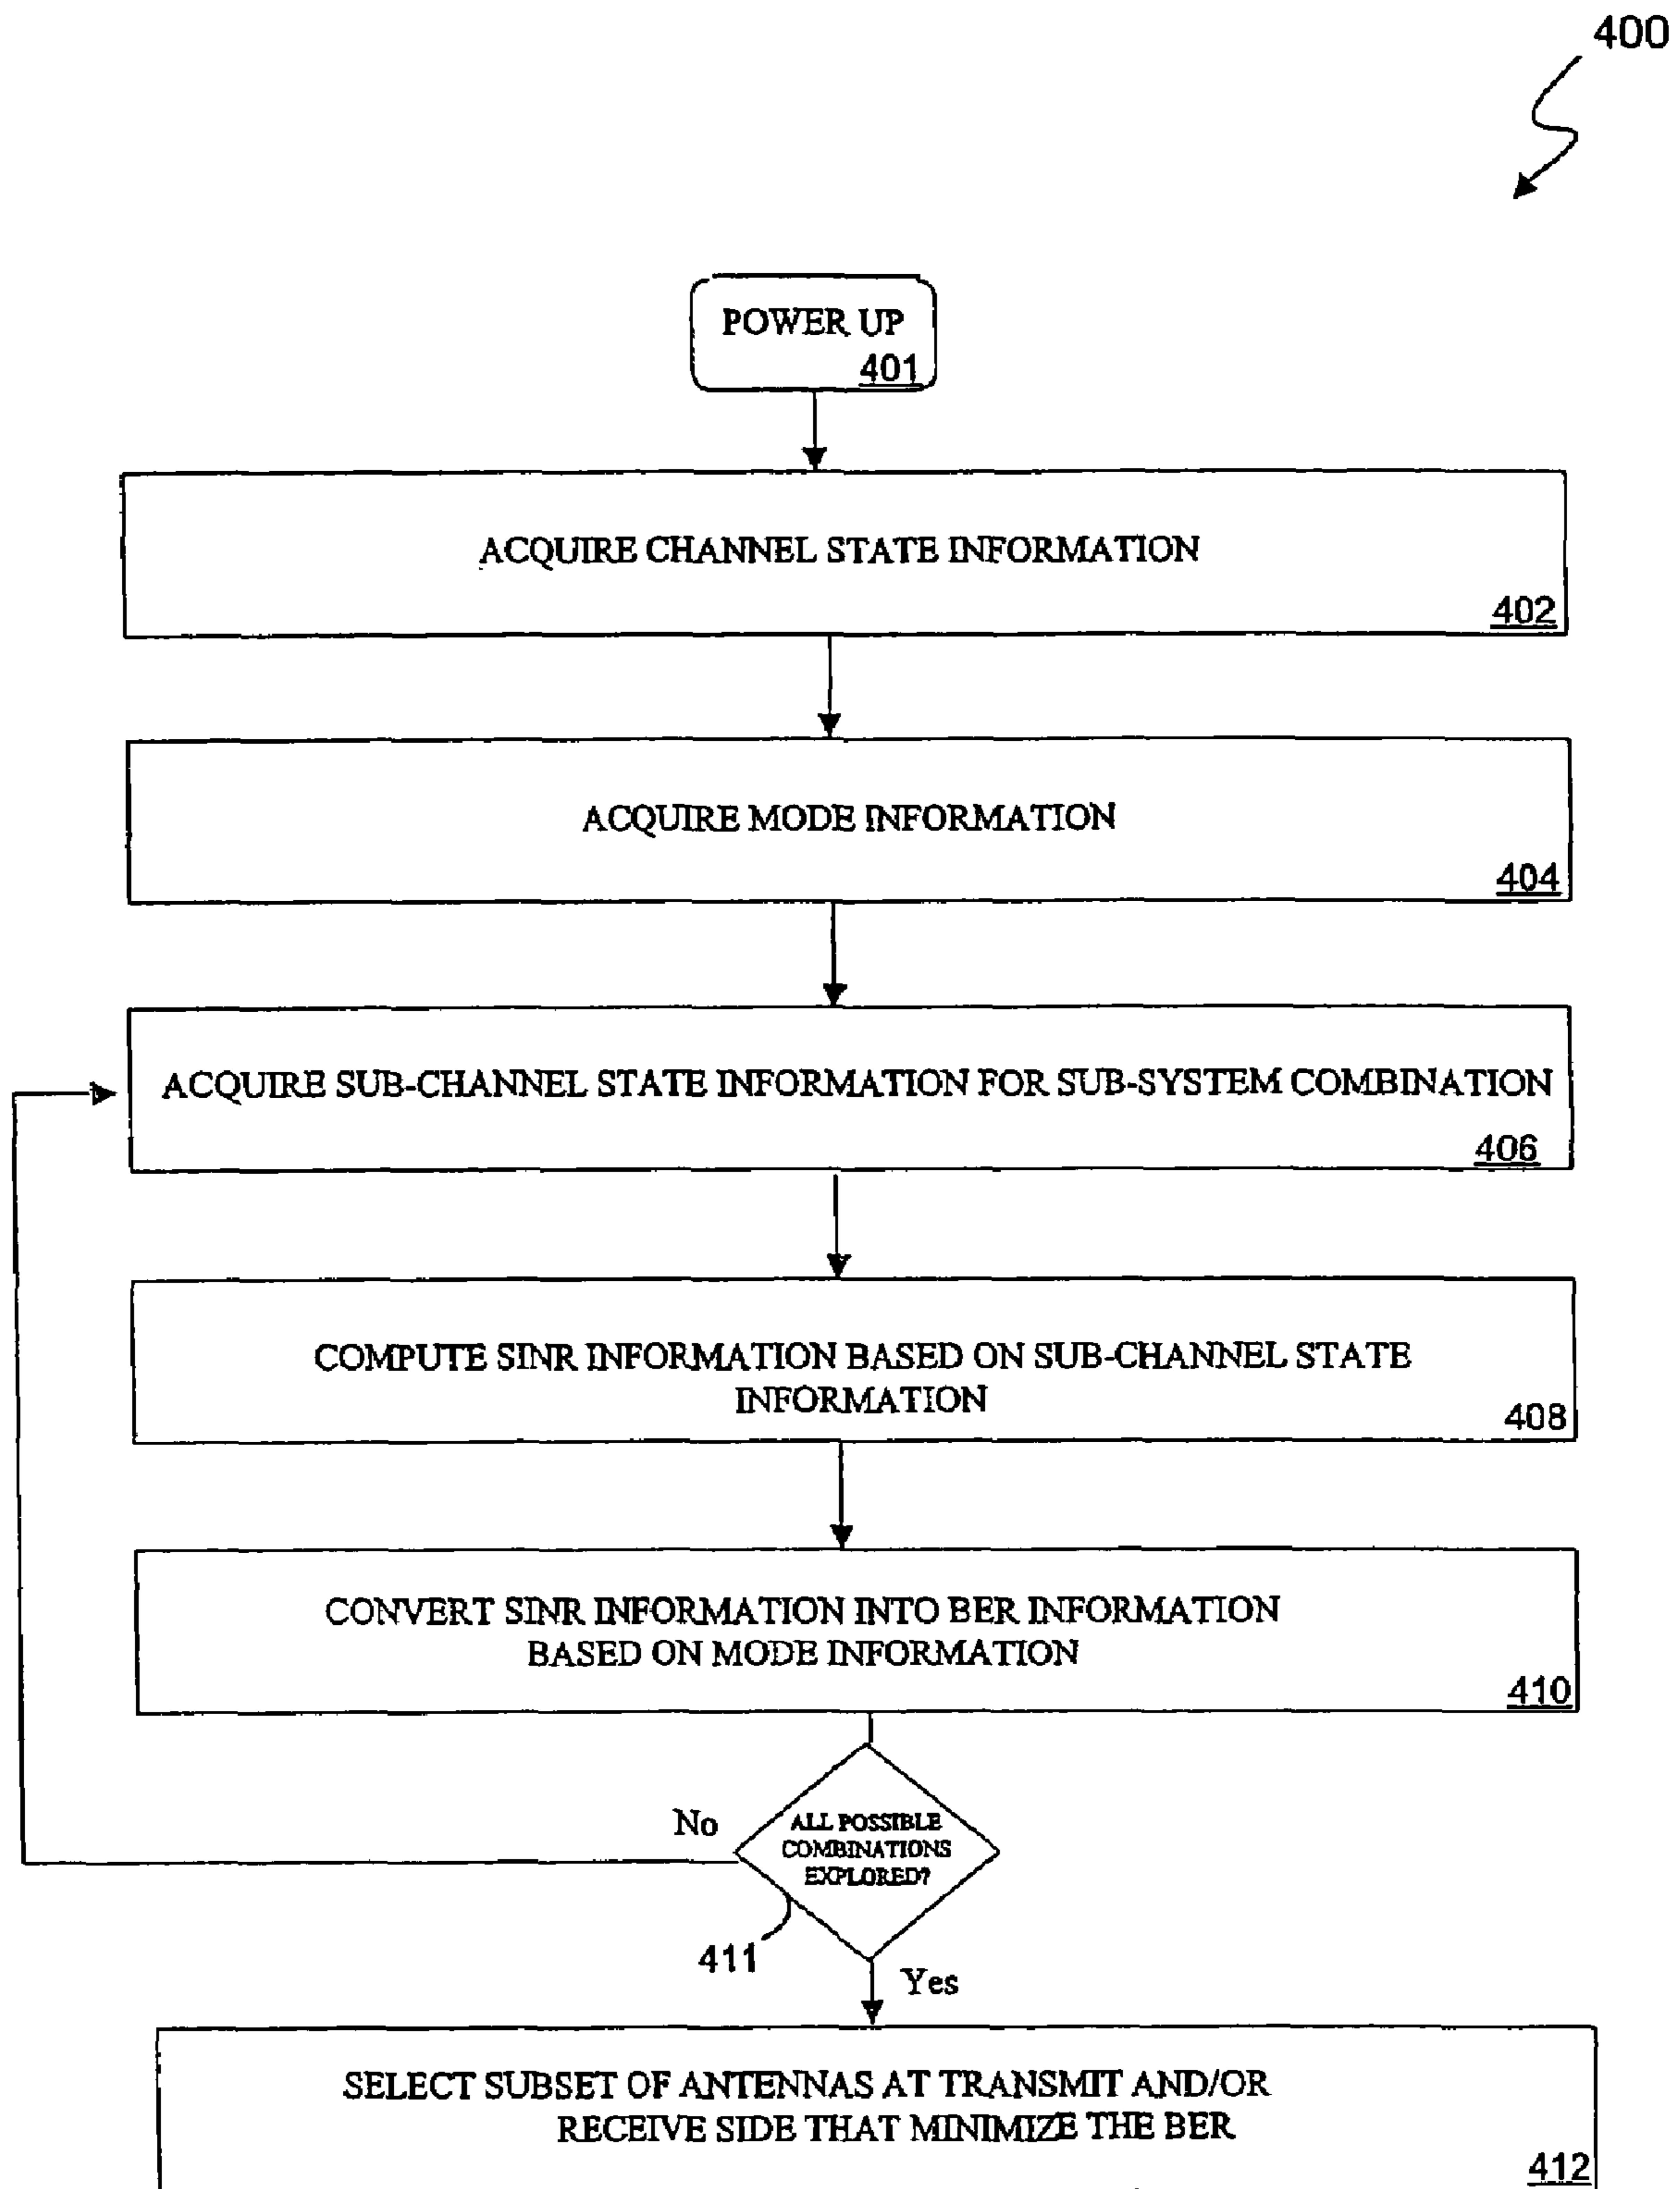 400
POWER UP
401
ACQUIRE CHANNEL STATE INFORMATION
402
ACQUIRE MODE INFORMATION
404
ACQUIRE SUB-CHANNEL STATE INFORMATION FOR SUB-SYSTEM COMBINATION
406
COMPUTE SINR INFORMATION BASED ON SUB-CHANNEL STATE
INFORMATION
408
CONVERT SINR INFORMATION INTO BER INFORMATION
BASED ON MODE INFORMATION
410
No
ALL POSSIBLE
COMBINATIONS
EXPLORED?
411
Yes
SELECT SUBSET OF ANTENNAS AT TRANSMIT AND/OR
RECEIVE SIDE THAT MINIMIZE THE BER
412